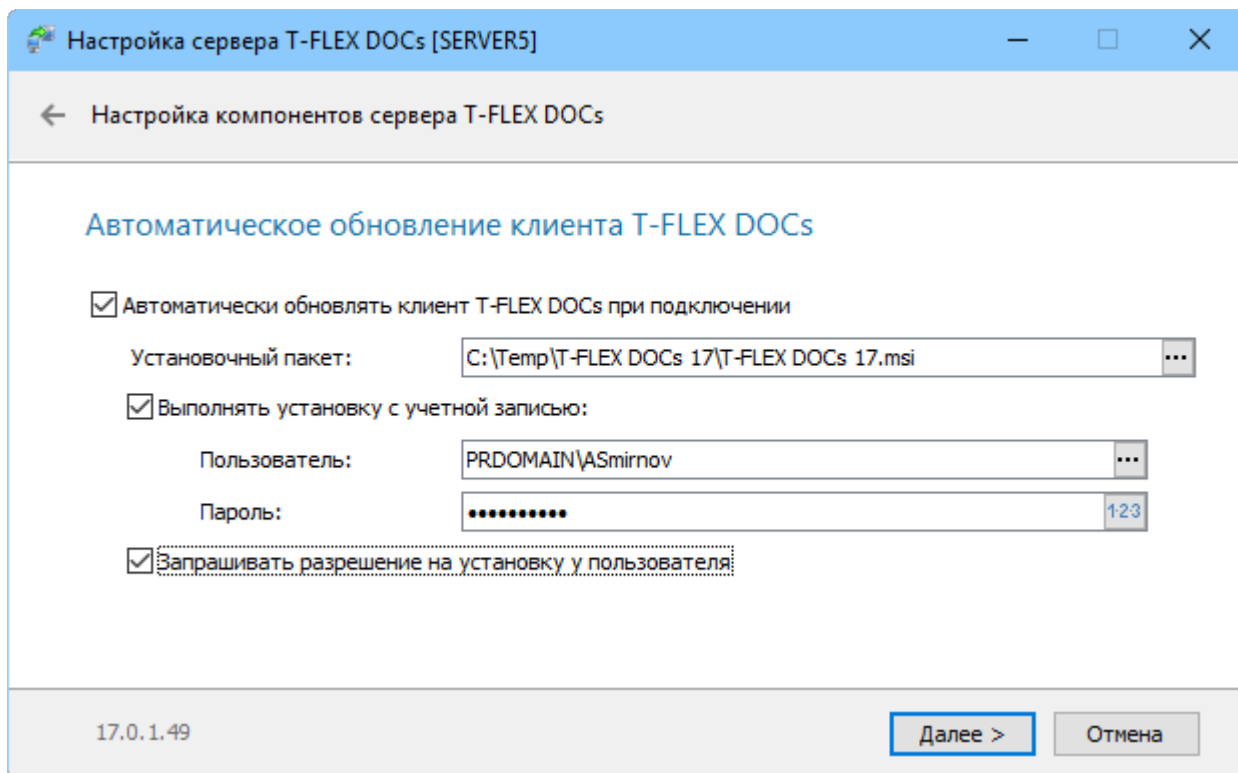 Настройка сервера T-FLEX DOCs [SERVER5]
Настройка компонентов сервера T-FLEX DOCs
Автоматическое обновление клиента T-FLEX DOCs
Автоматически обновлять клиент T-FLEX DOCs при подключении
Установочный пакет: C:\Temp\T-FLEX DOCs 17\T-FLEX DOCs 17.msi ...
Выполнять установку с учетной записью:
Пользователь: PRDOMAIN\ASmirnov ...
Пароль: •••••••••• 123
Запрашивать разрешение на установку у пользователя
17.0.1.49 Далее > Отмена